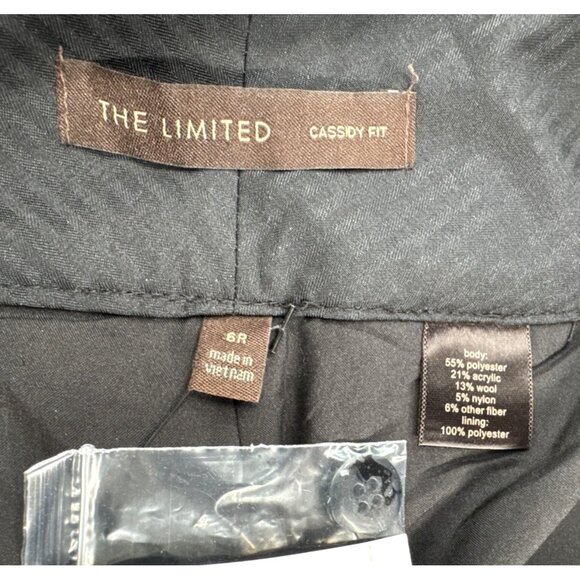 THE LIMITED CASSIDY FIT
6R
made in
vietnam
body:
55% polyester
21% acrylic
13% wool
5% nylon
6% other fiber
lining:
100% polyester